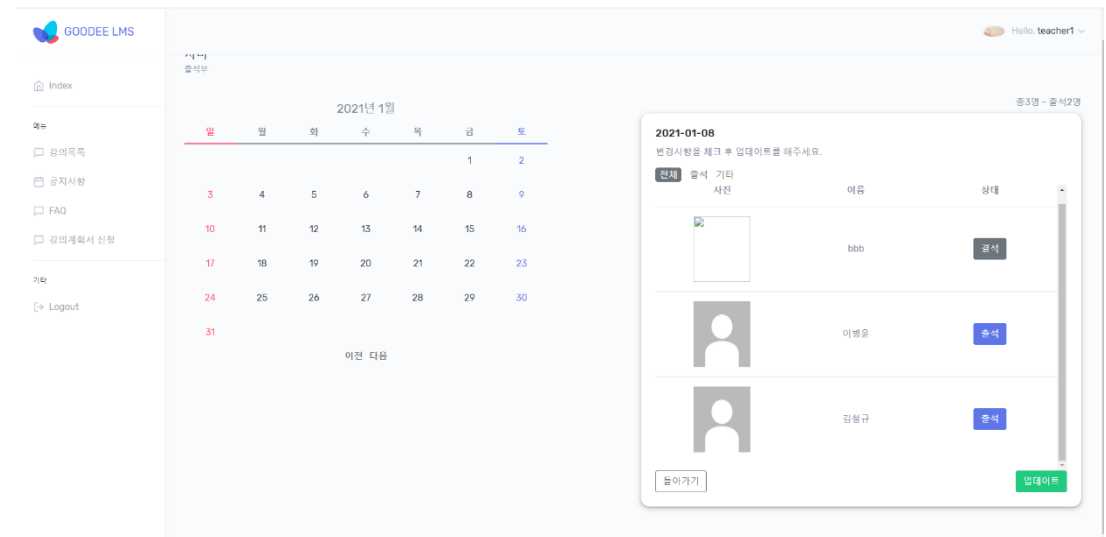 GOODEE LMS
Hello, teacher1
출석부
Index
메뉴
강의목록
공지사항
FAQ
강의계획서 신청
기타
Logout
2021년 1월
일 월 화 수 목 금 토
1 2
3 4 5 6 7 8 9
10 11 12 13 14 15 16
17 18 19 20 21 22 23
24 25 26 27 28 29 30
31
이전 다음
총3명 - 출석2명
2021-01-08
변경사항을 체크 후 업데이트를 해주세요.
전체 출석 기타
사진 이름 상태
bbb 결석
이병윤 출석
김철규 출석
돌아가기 업데이트